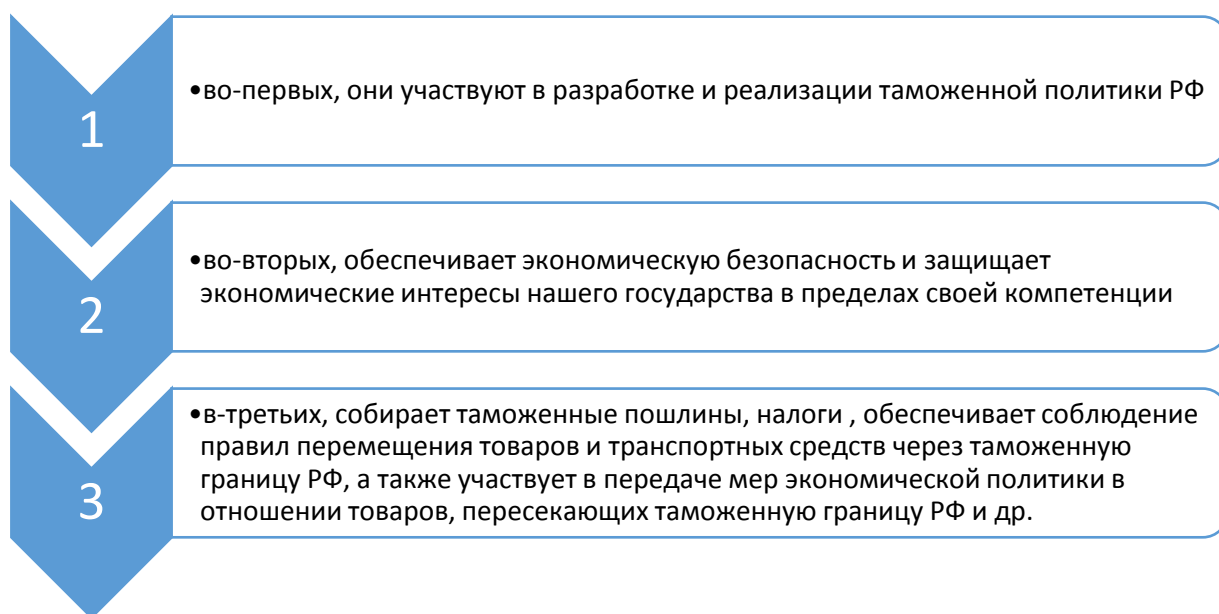 1
•во-первых, они участвуют в разработке и реализации таможенной политики РФ
2
•во-вторых, обеспечивает экономическую безопасность и защищает
экономические интересы нашего государства в пределах своей компетенции
3
•в-третьих, собирает таможенные пошлины, налоги , обеспечивает соблюдение
правил перемещения товаров и транспортных средств через таможенную
границу РФ, а также участвует в передаче мер экономической политики в
отношении товаров, пересекающих таможенную границу РФ и др.